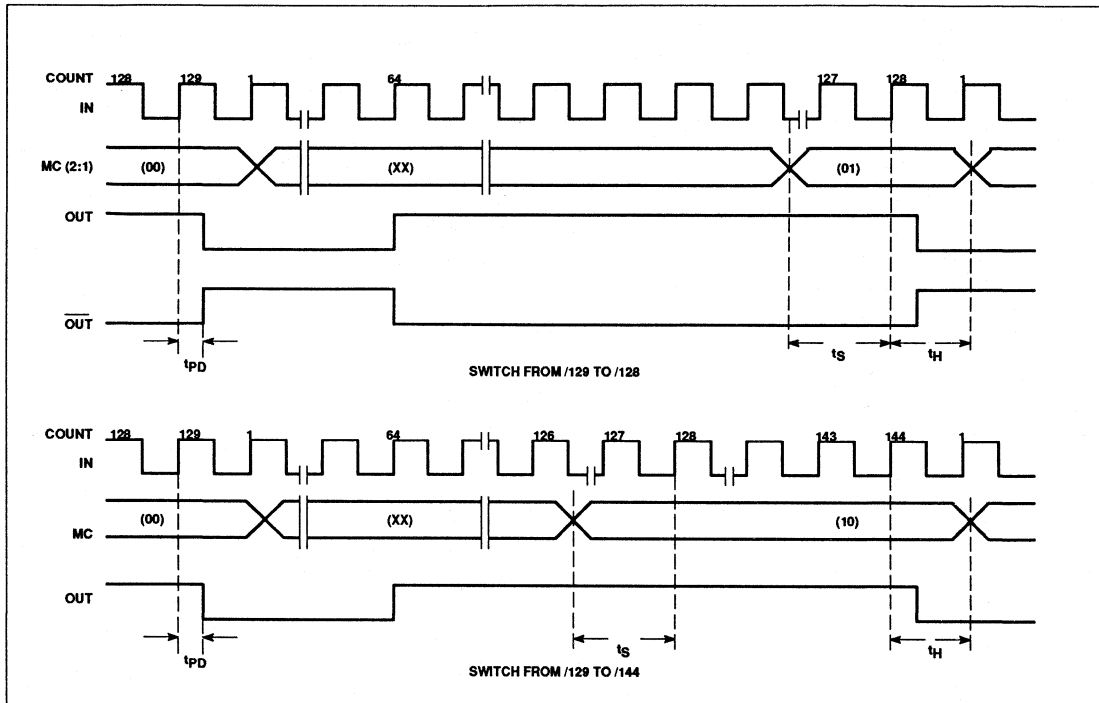 COUNT 128 129 1 64 127 128 1
IN
MC (2:1) (00) (XX) (01)
OUT
OUT
tPD tS tH
SWITCH FROM /129 TO /128
COUNT 128 129 1 64 126 127 128 143 144 1
IN
(00) (XX) (10)
MC
OUT
tPD tS tH
SWITCH FROM /129 TO /144